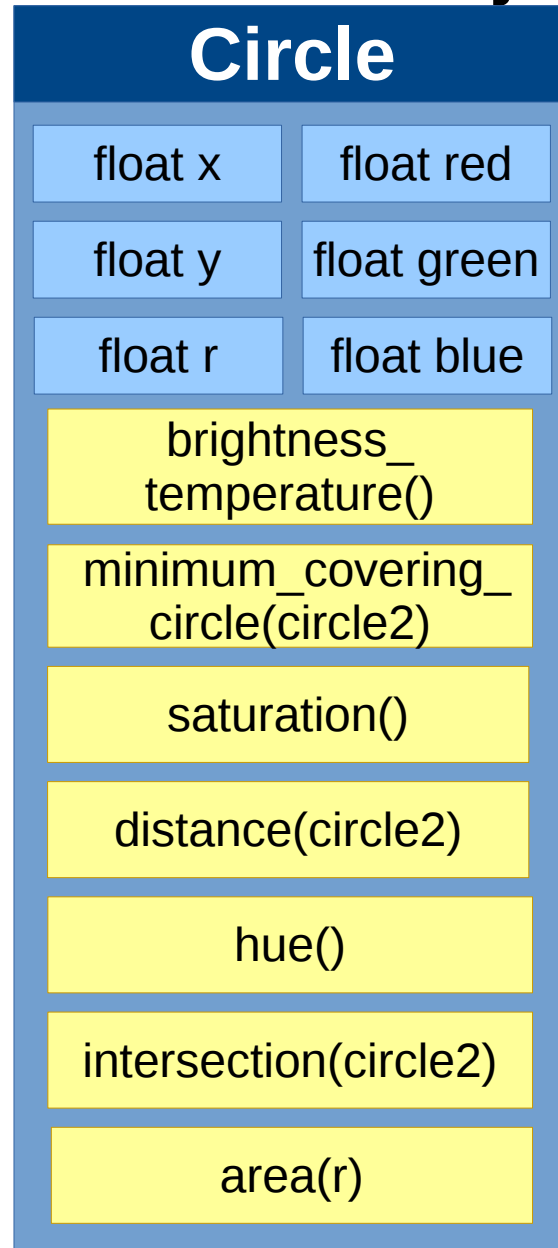 Circle
float x
float red
float y
float green
float r
float blue
brightness_
temperature()
minimum_covering_
circle(circle2)
saturation()
distance(circle2)
hue()
intersection(circle2)
area(r)